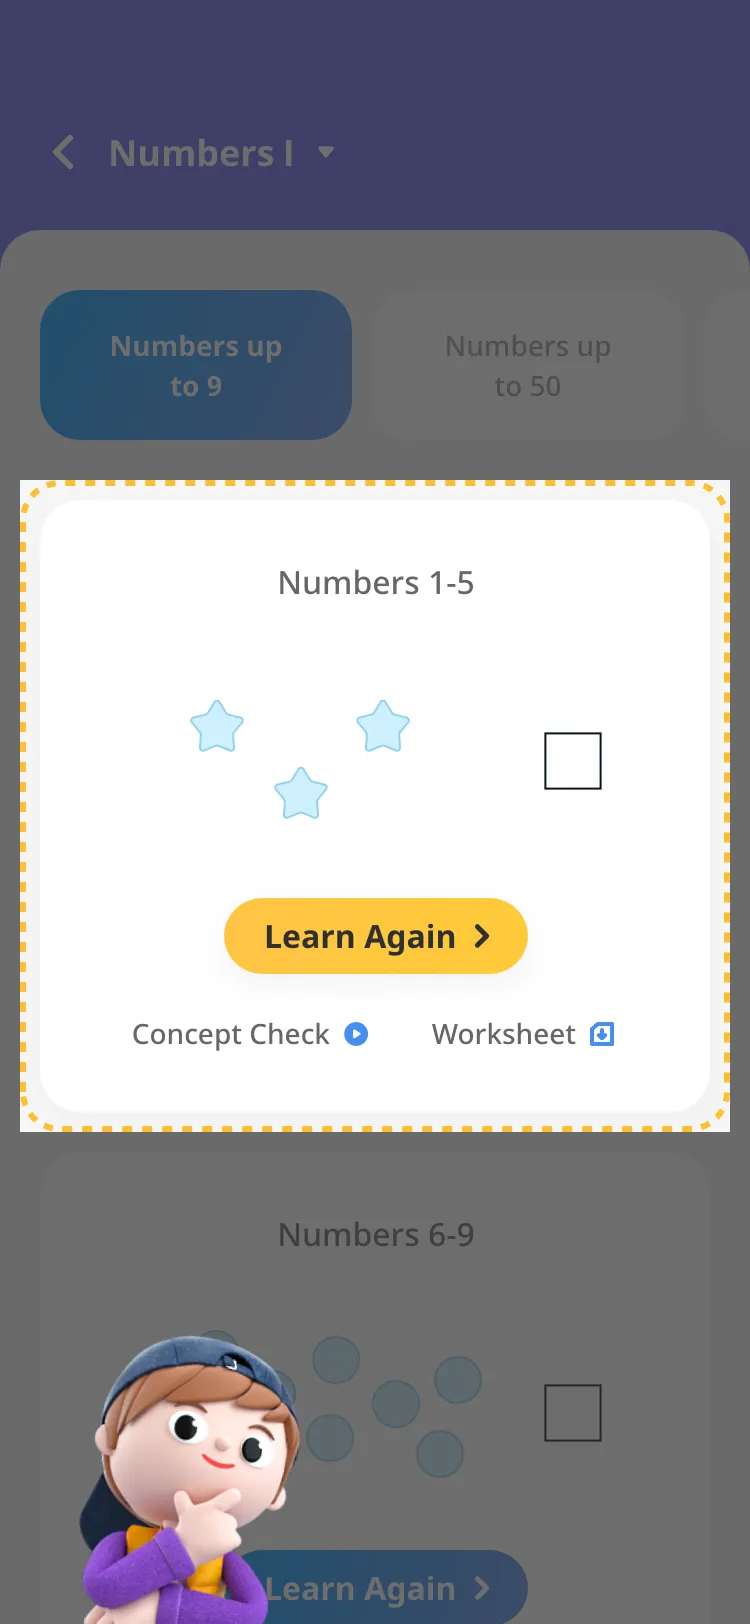 Numbers I
Numbers up
to 9
Numbers up
to 50
Numbers 1-5
Learn Again
Concept Check
Worksheet
Numbers 6-9
Learn Again